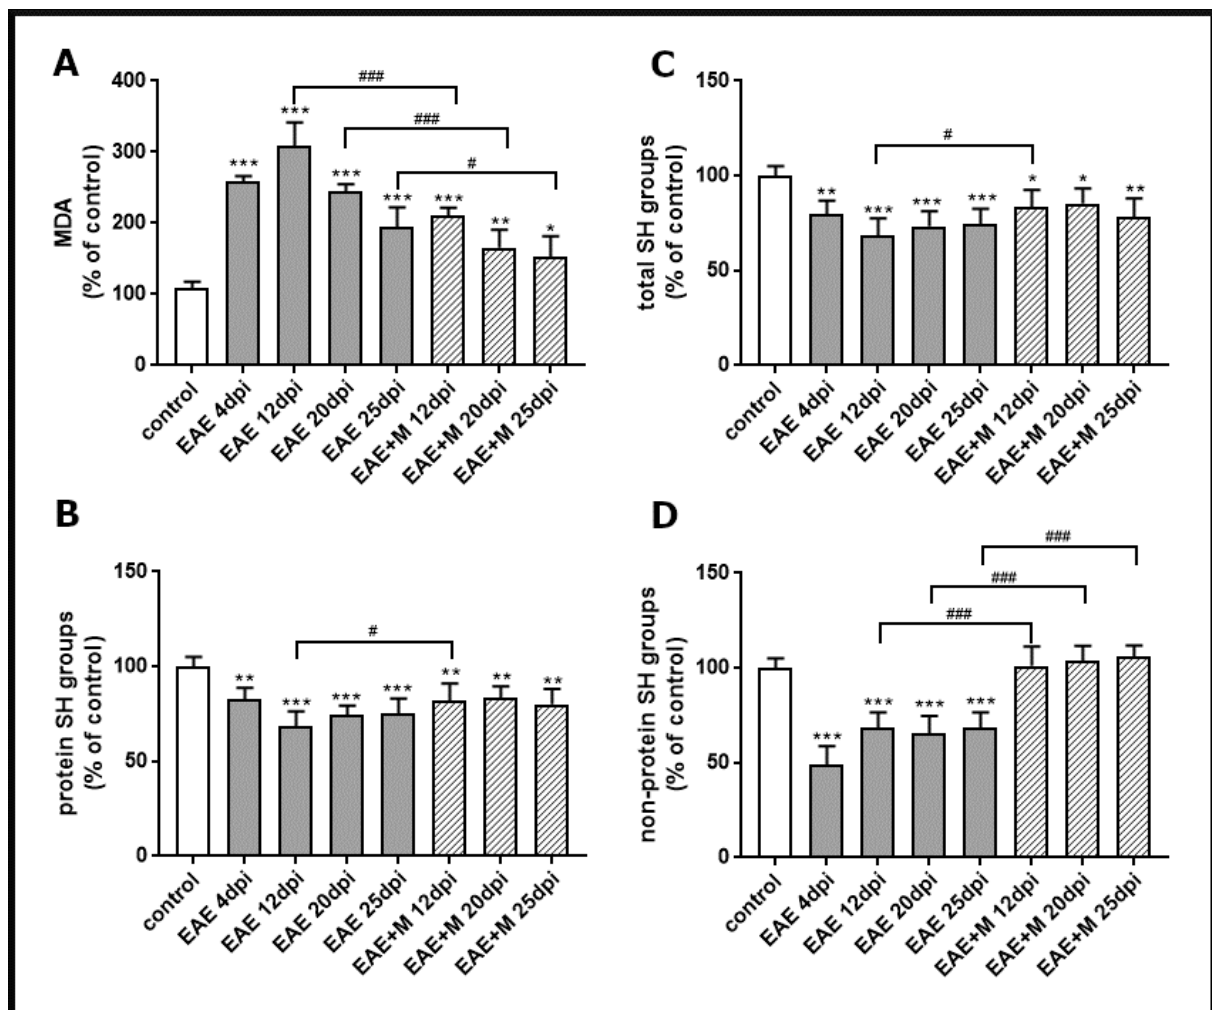 A
MDA
(% of control)
400
300
200
100
0
***
***
***
***
***
**
*
###
###
#
control
EAE 4dpi
EAE 12dpi
EAE 20dpi
EAE 25dpi
EAE+M 12dpi
EAE+M 20dpi
EAE+M 25dpi
C
total SH groups
(% of control)
150
100
50
0
**
***
***
***
*
*
**
#
control
EAE 4dpi
EAE 12dpi
EAE 20dpi
EAE 25dpi
EAE+M 12dpi
EAE+M 20dpi
EAE+M 25dpi
B
protein SH groups
(% of control)
150
100
50
0
**
***
***
***
**
**
**
#
control
EAE 4dpi
EAE 12dpi
EAE 20dpi
EAE 25dpi
EAE+M 12dpi
EAE+M 20dpi
EAE+M 25dpi
D
non-protein SH groups
(% of control)
150
100
50
0
***
***
***
***
###
###
###
control
EAE 4dpi
EAE 12dpi
EAE 20dpi
EAE 25dpi
EAE+M 12dpi
EAE+M 20dpi
EAE+M 25dpi